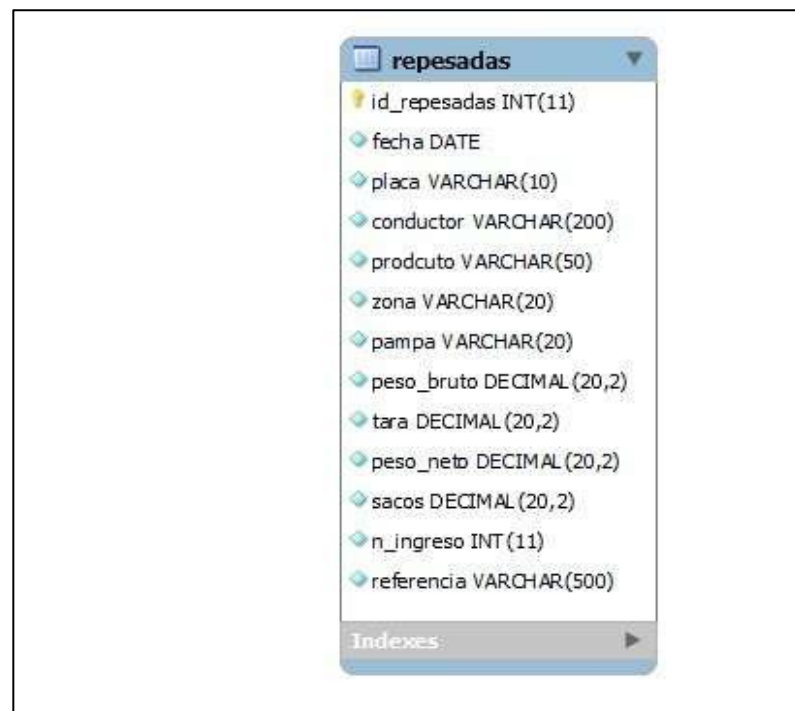 repesadas
id_repesadas INT(11)
fecha DATE
placa VARCHAR(10)
conductor VARCHAR(200)
prodcuto VARCHAR(50)
zona VARCHAR(20)
pampa VARCHAR(20)
peso_bruto DECIMAL(20,2)
tara DECIMAL(20,2)
peso_neto DECIMAL(20,2)
sacos DECIMAL(20,2)
n_ingreso INT(11)
referencia VARCHAR(500)
Indexes